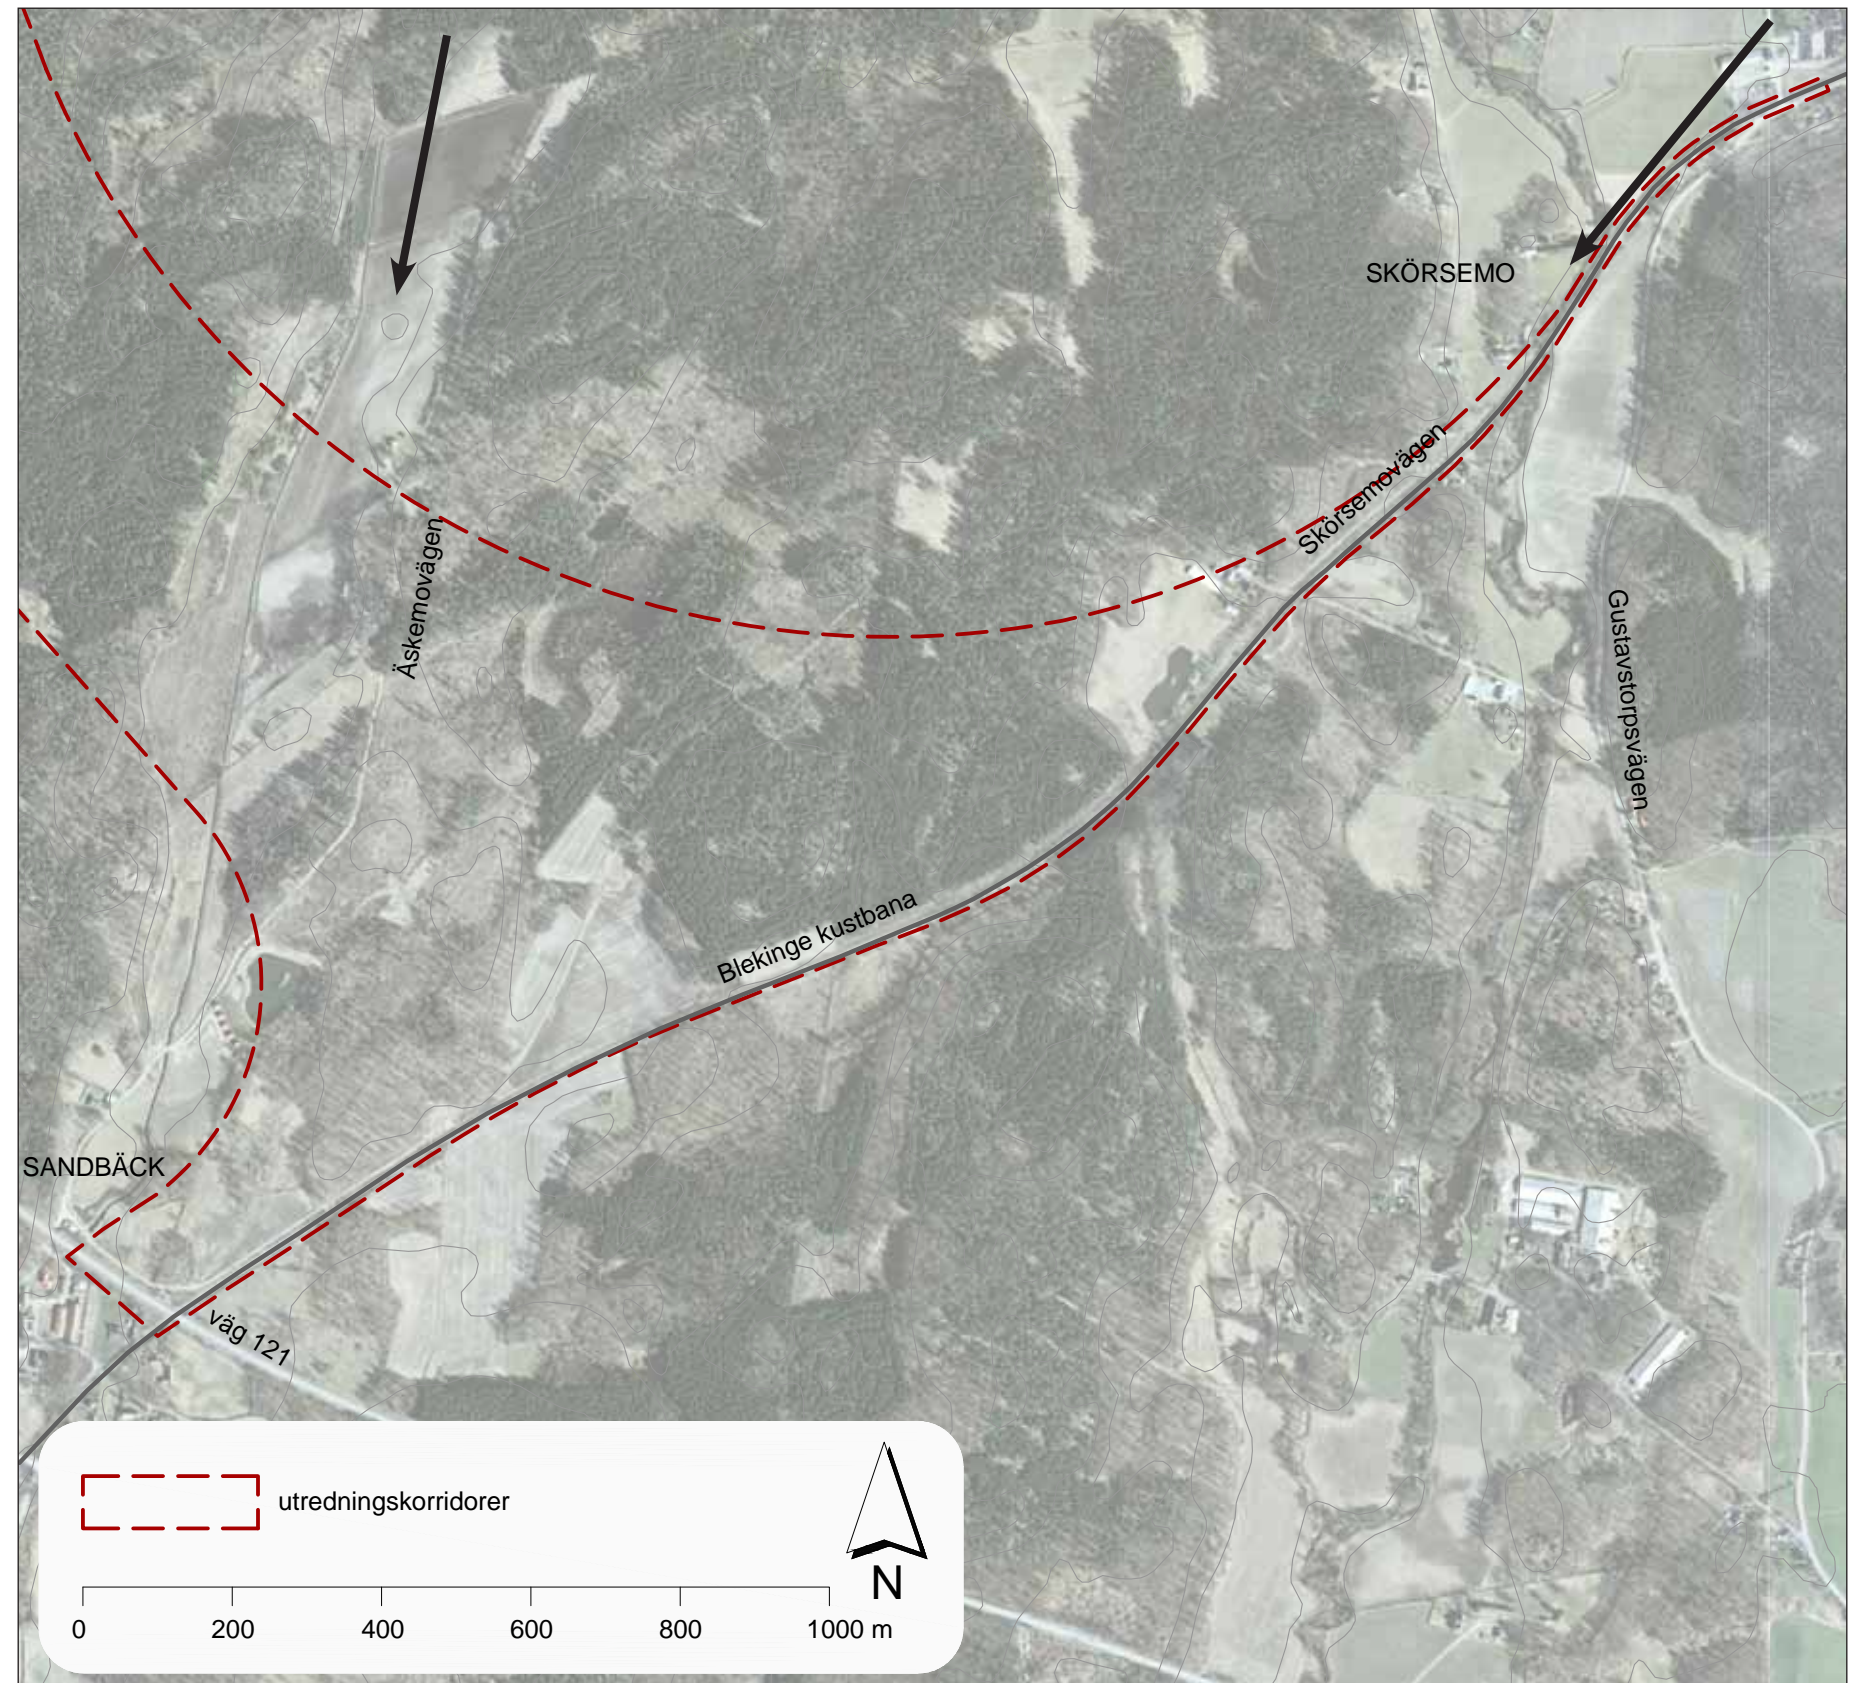 SKÖRSEMO
Skörsemovägen
Äskemovägen
Gustavstorpsvägen
Blekinge kustbana
SANDBÄCK
väg 121
utredningskorridorer
N
0 200 400 600 800 1000 m